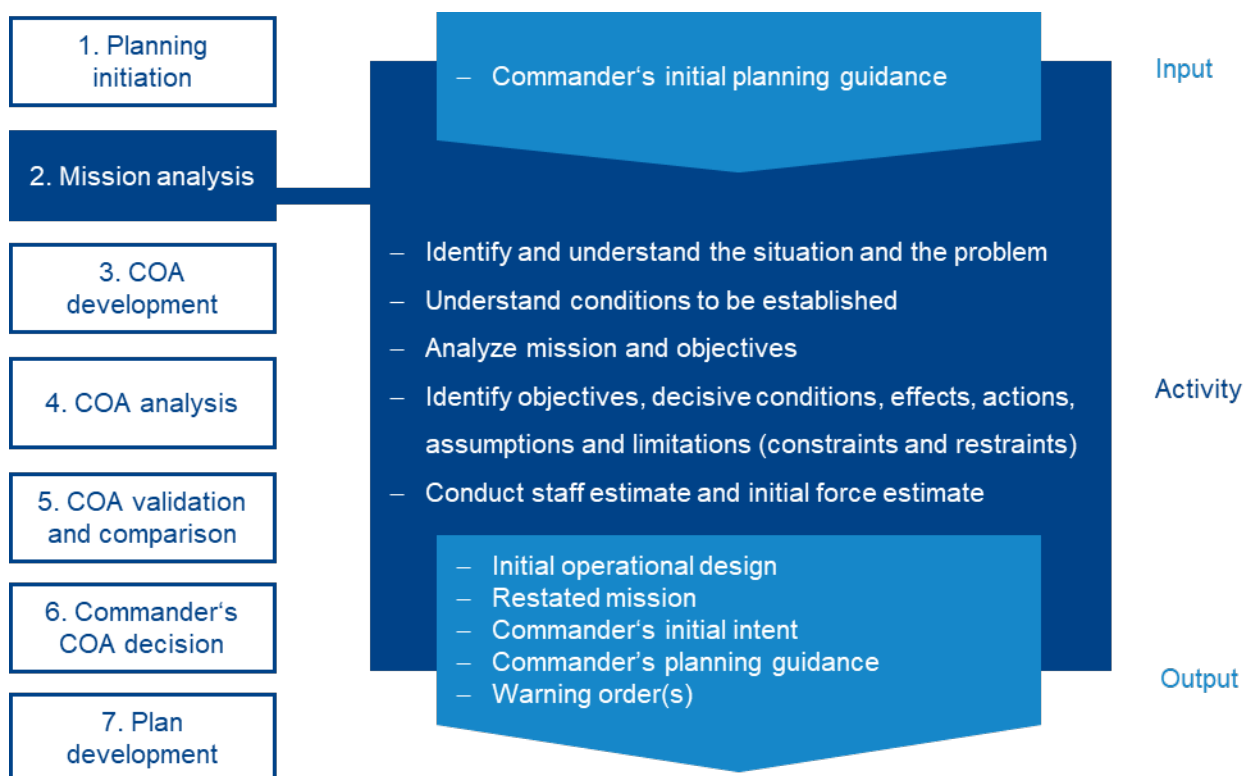 1. Planning
initiation
2. Mission analysis
3. COA
development
4. COA analysis
5. COA validation
and comparison
6. Commander‘s
COA decision
7. Plan
development
– Commander‘s initial planning guidance
– Identify and understand the situation and the problem
– Understand conditions to be established
– Analyze mission and objectives
– Identify objectives, decisive conditions, effects, actions,
assumptions and limitations (constraints and restraints)
– Conduct staff estimate and initial force estimate
– Initial operational design
– Restated mission
– Commander‘s initial intent
– Commander‘s planning guidance
– Warning order(s)
Input
Activity
Output